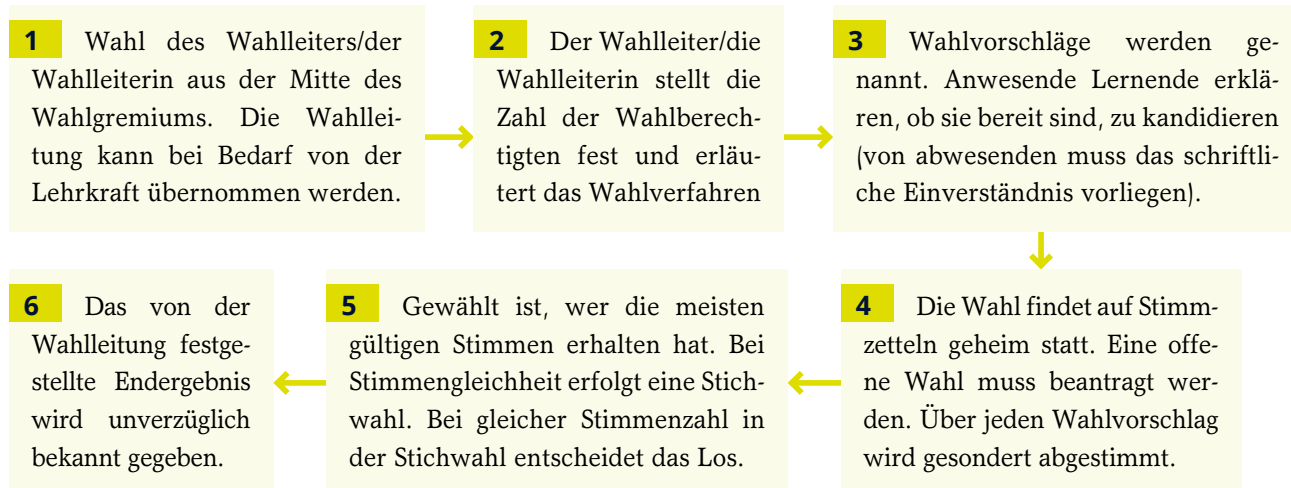 1 Wahl des Wahlleiters/der
Wahlleiterin aus der Mitte des
Wahlgremiums. Die Wahllei-
tung kann bei Bedarf von der
Lehrkraft übernommen werden.
2 Der Wahlleiter/die
Wahlleiterin stellt die
Zahl der Wahlberech-
tigten fest und erläu-
tert das Wahlverfahren
3 Wahlvorschläge werden ge-
nannt. Anwesende Lernende erklä-
ren, ob sie bereit sind, zu kandidieren
(von abwesenden muss das schriftli-
che Einverständnis vorliegen).
4 Die Wahl findet auf Stimm-
zetteln geheim statt. Eine offe-
ne Wahl muss beantragt wer-
den. Über jeden Wahlvorschlag
wird gesondert abgestimmt.
5 Gewählt ist, wer die meisten
gültigen Stimmen erhalten hat. Bei
Stimmengleichheit erfolgt eine Stich-
wahl. Bei gleicher Stimmenzahl in
der Stichwahl entscheidet das Los.
6 Das von der
Wahlleitung festge-
stellte Endergebnis
wird unverzüglich
bekannt gegeben.